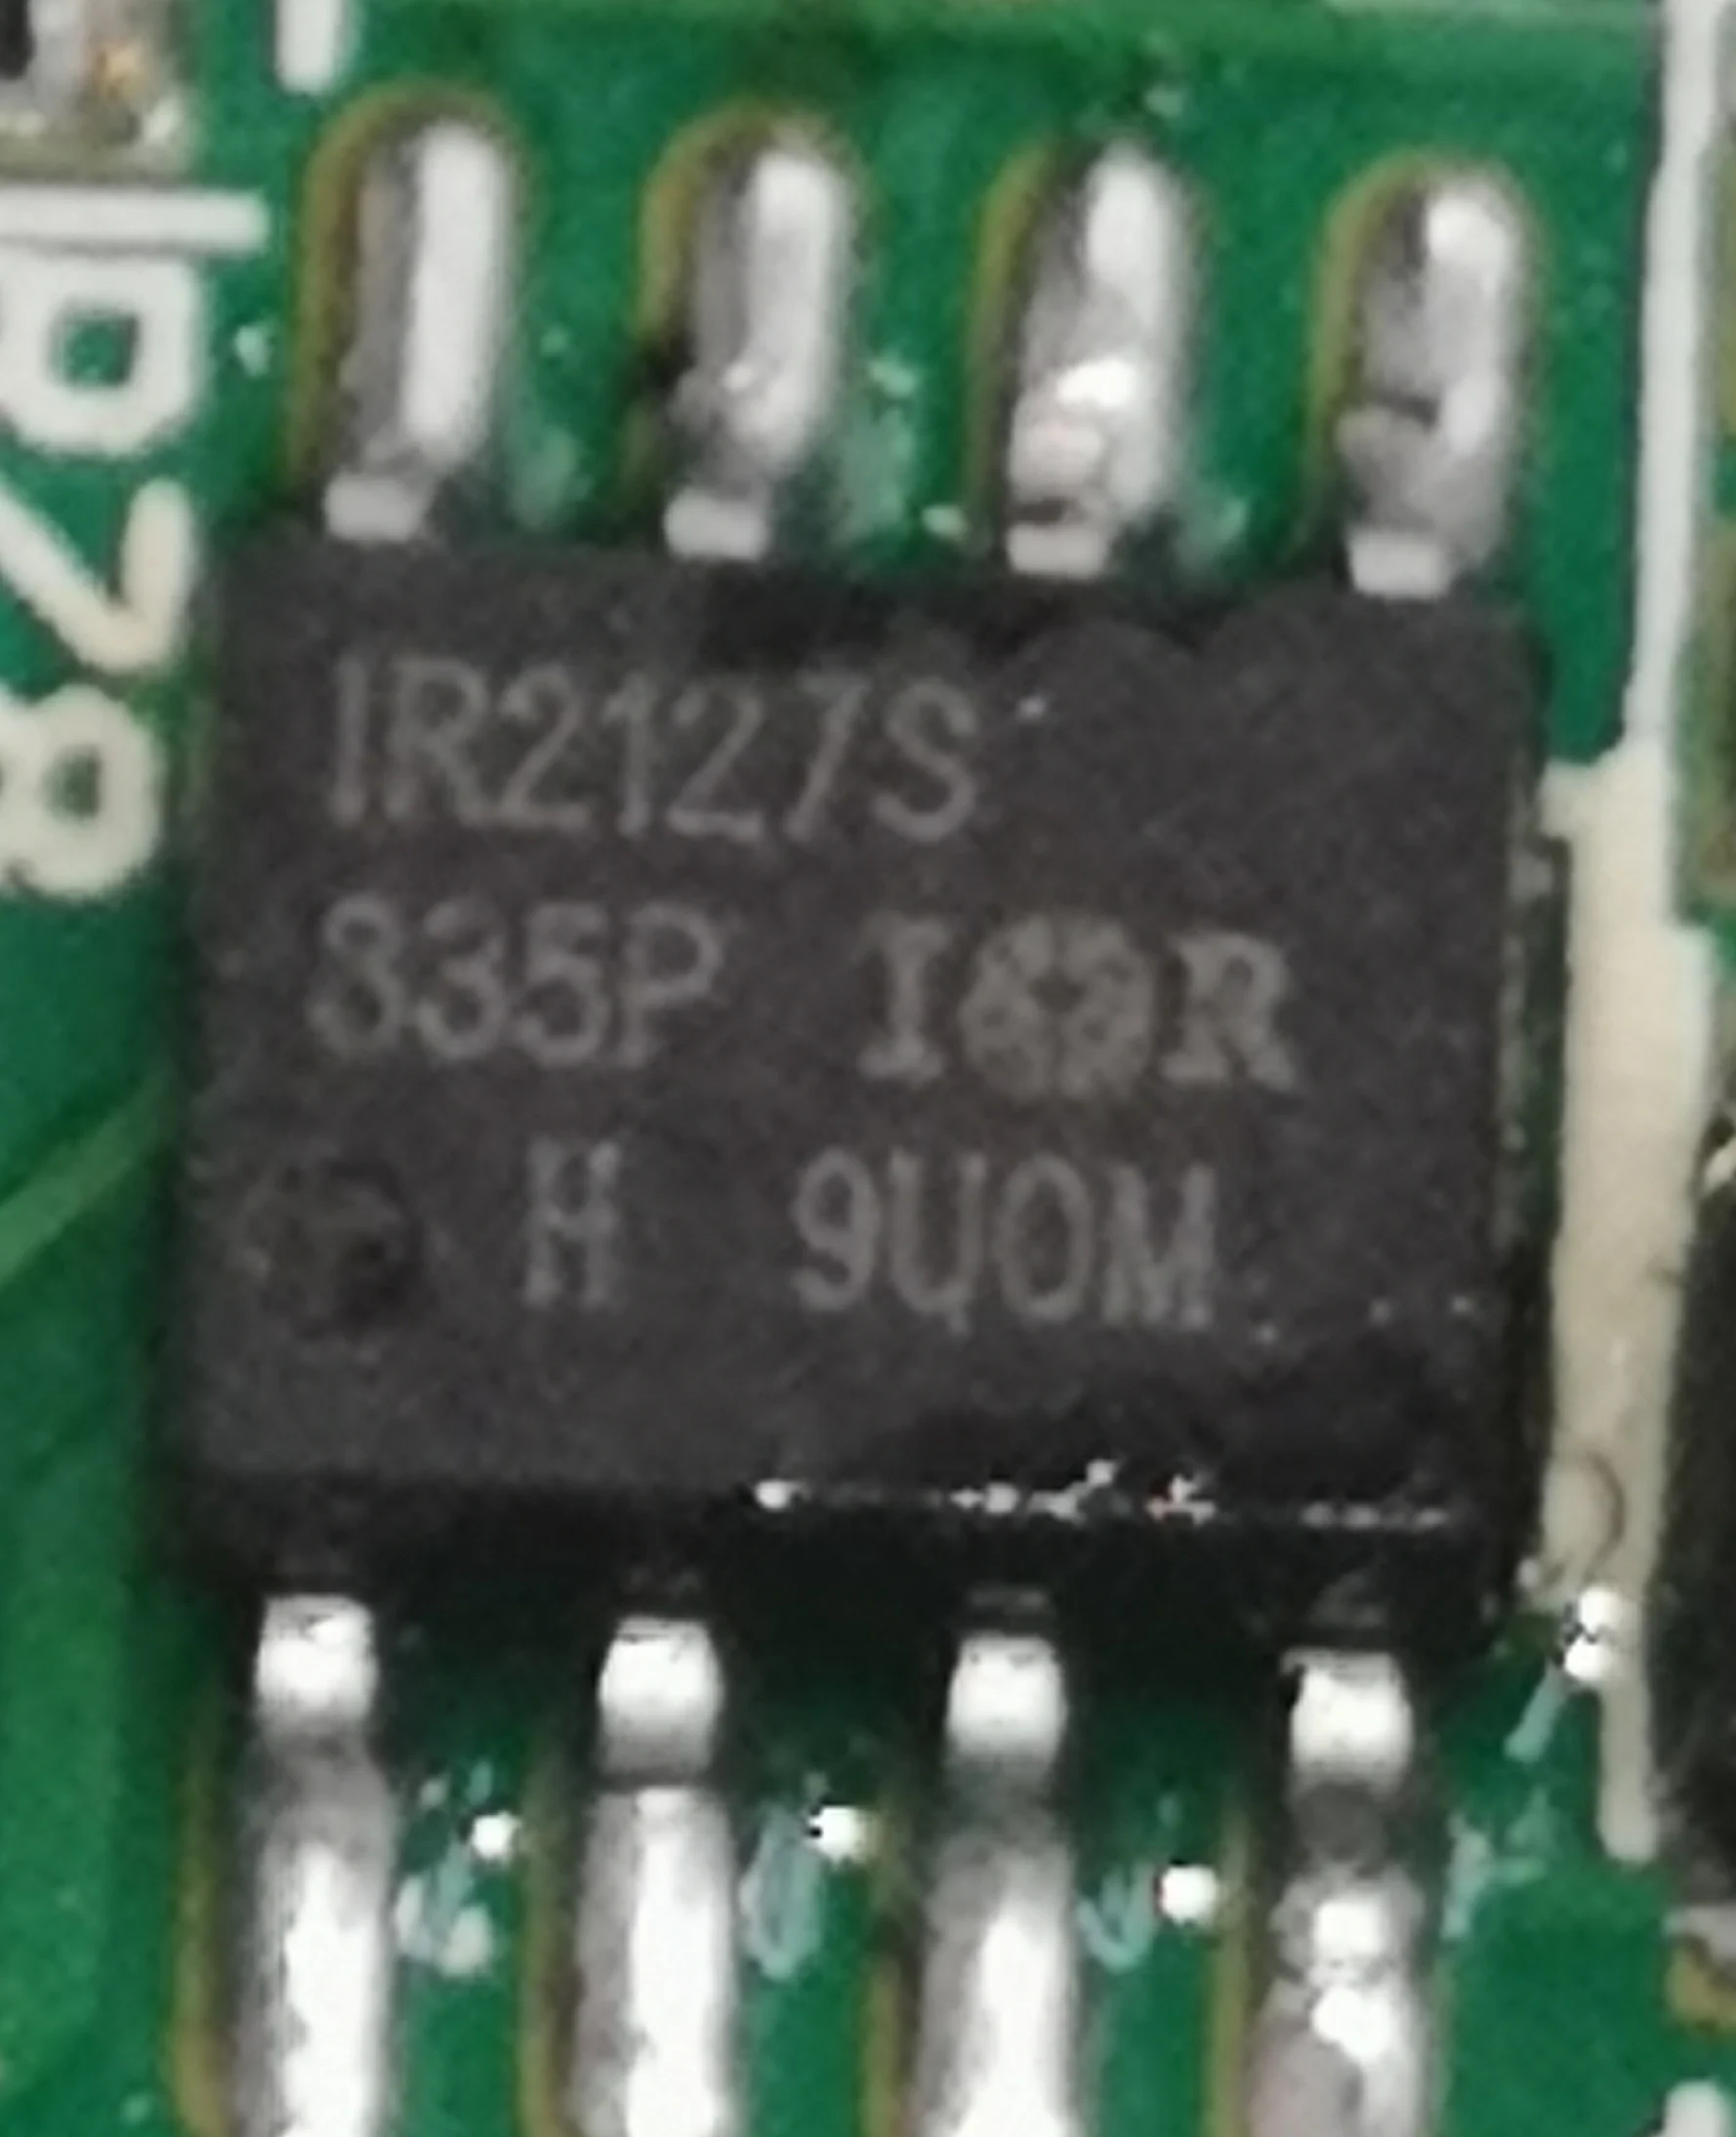 IR2127S
835P IOR
H 9U0M